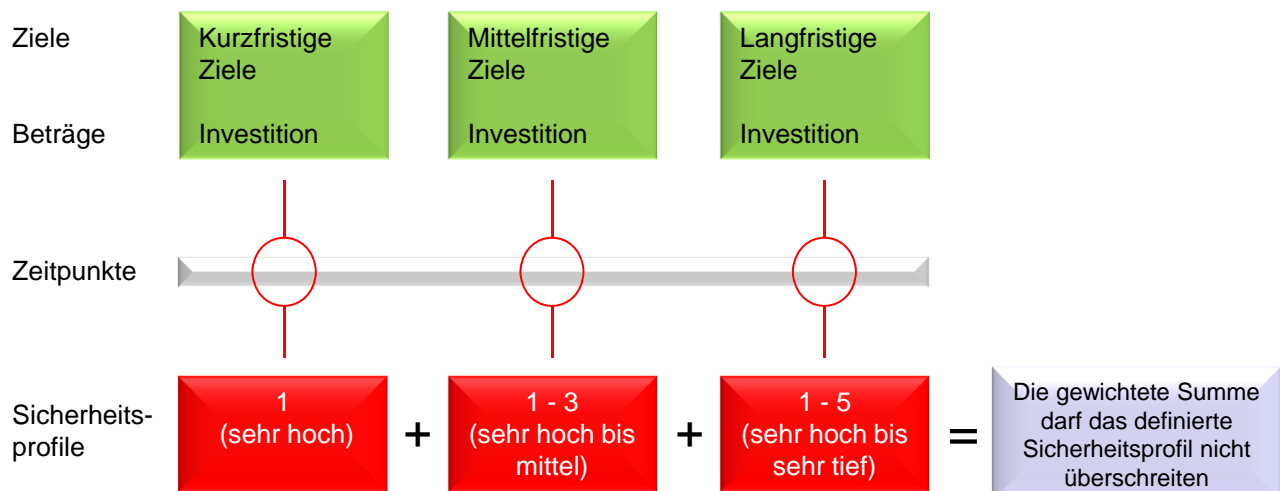 Ziele
Kurzfristige
Ziele
Mittelfristige
Ziele
Langfristige
Ziele
Beträge
Investition
Investition
Investition
Zeitpunkte
Sicherheits-
profile
1
(sehr hoch)
+
1 - 3
(sehr hoch bis
mittel)
+
1 - 5
(sehr hoch bis
sehr tief)
=
Die gewichtete Summe
darf das definierte
Sicherheitsprofil nicht
überschreiten